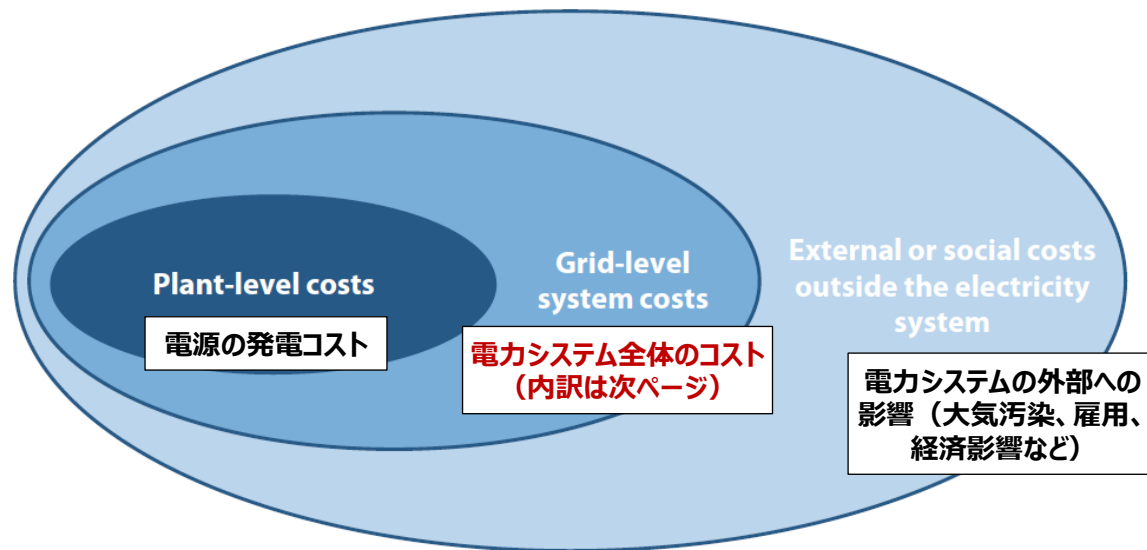 Plant-level costs
電源の発電コスト
Grid-level
system costs
電力システム全体のコスト
（内訳は次ページ）
External or social costs
outside the electricity
system
電力システムの外部への
影響（大気汚染、雇用、
経済影響など）